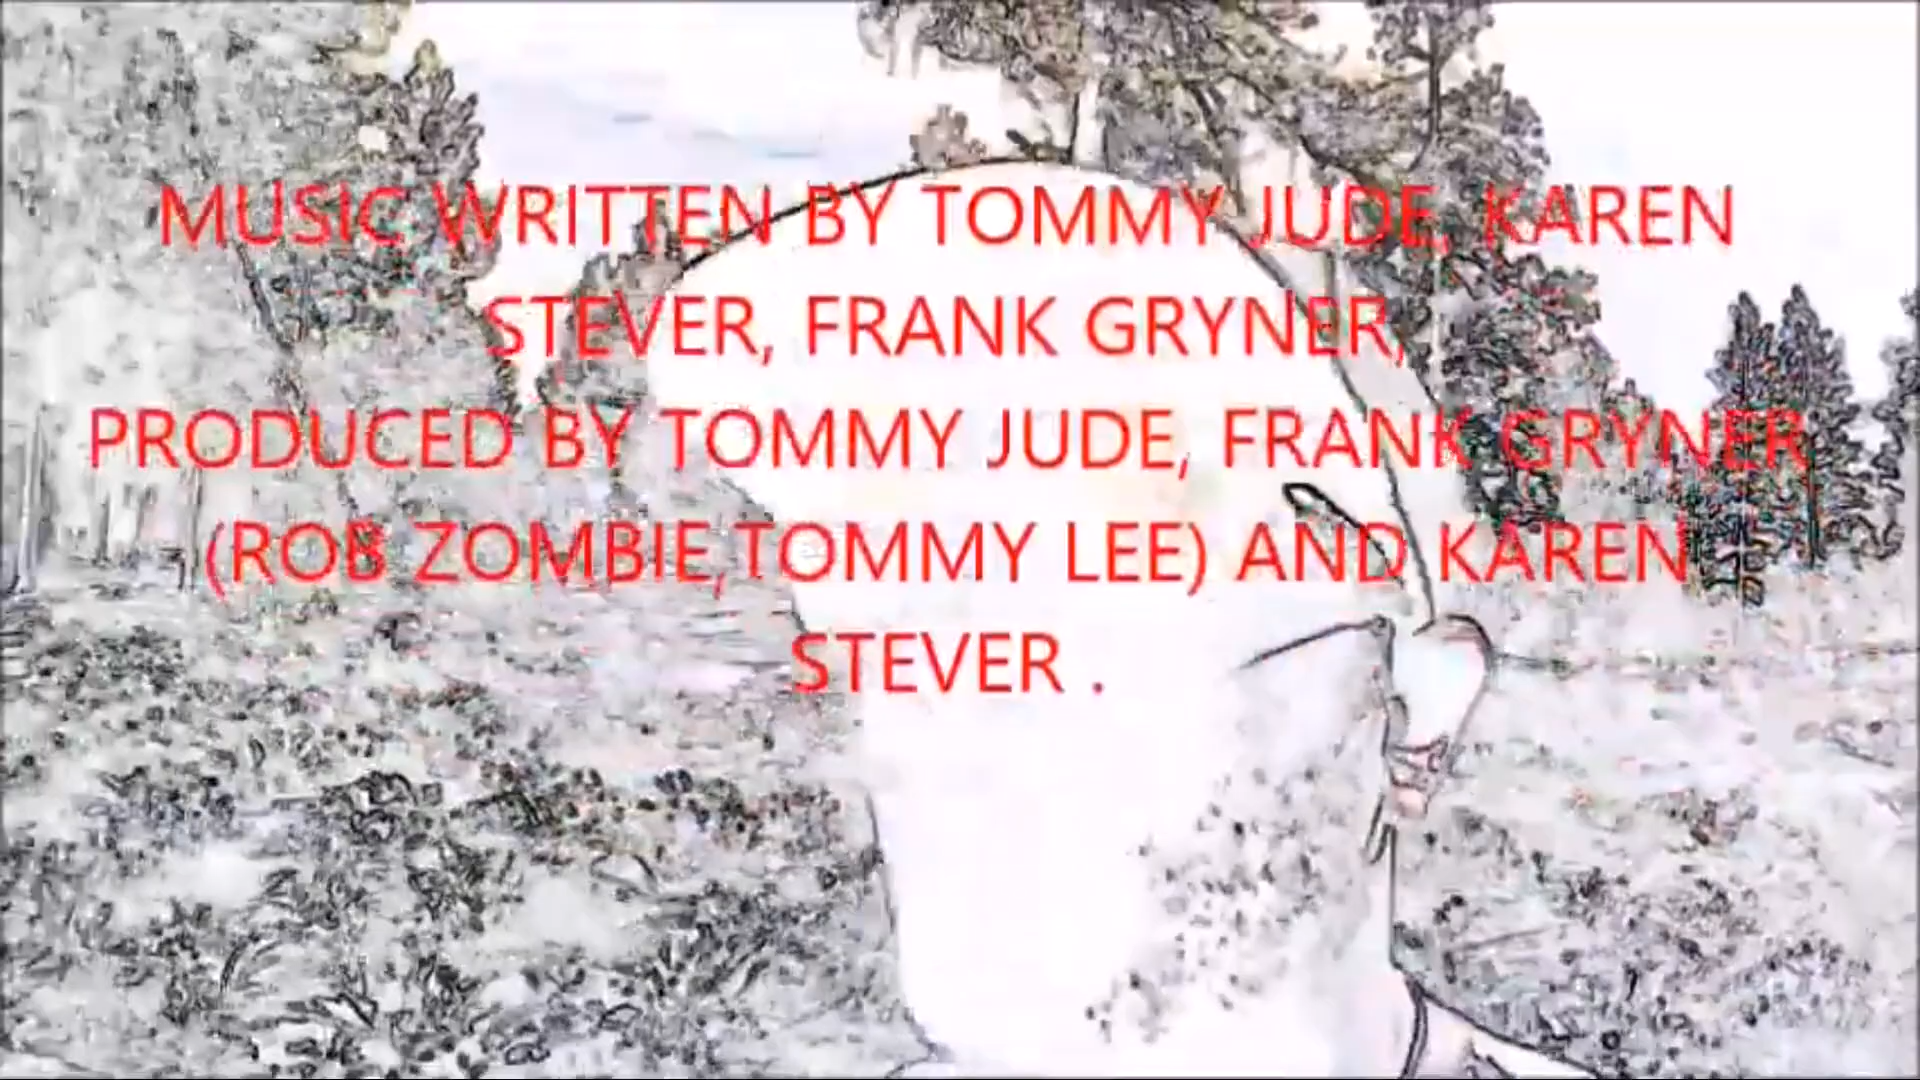 MUSIC WRITTEN BY TOMMY JUDE, KAREN
STEVER, FRANK GRYNER,
PRODUCED BY TOMMY JUDE, FRANK GRYNER
(ROB ZOMBIE,TOMMY LEE) AND KAREN
STEVER .